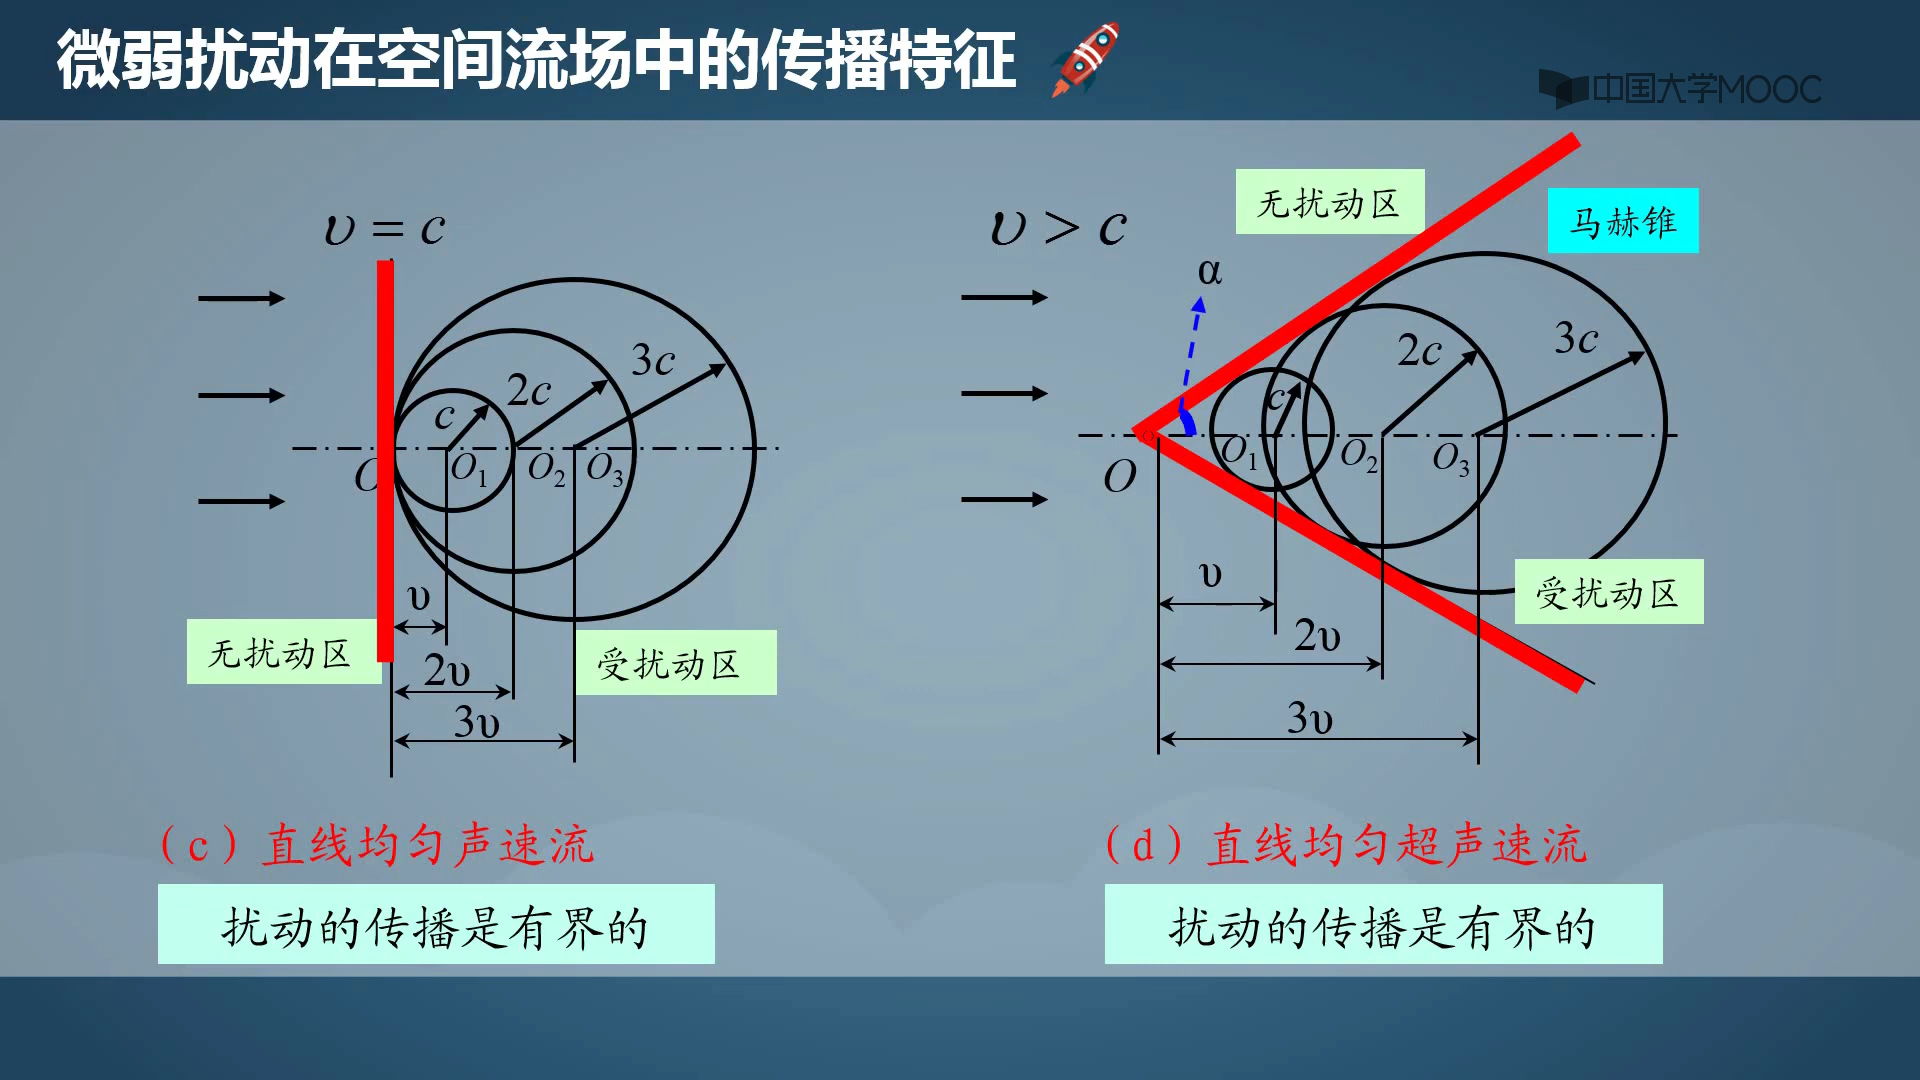 微弱扰动在空间流场中的传播特征
中国大学MOOC
υ = c
c
2c
3c
O
O1
O2
O3
υ
2υ
3υ
无扰动区
受扰动区
(c)直线均匀声速流
扰动的传播是有界的
υ > c
无扰动区
马赫锥
α
c
2c
3c
O
O1
O2
O3
υ
2υ
3υ
受扰动区
(d)直线均匀超声速流
扰动的传播是有界的